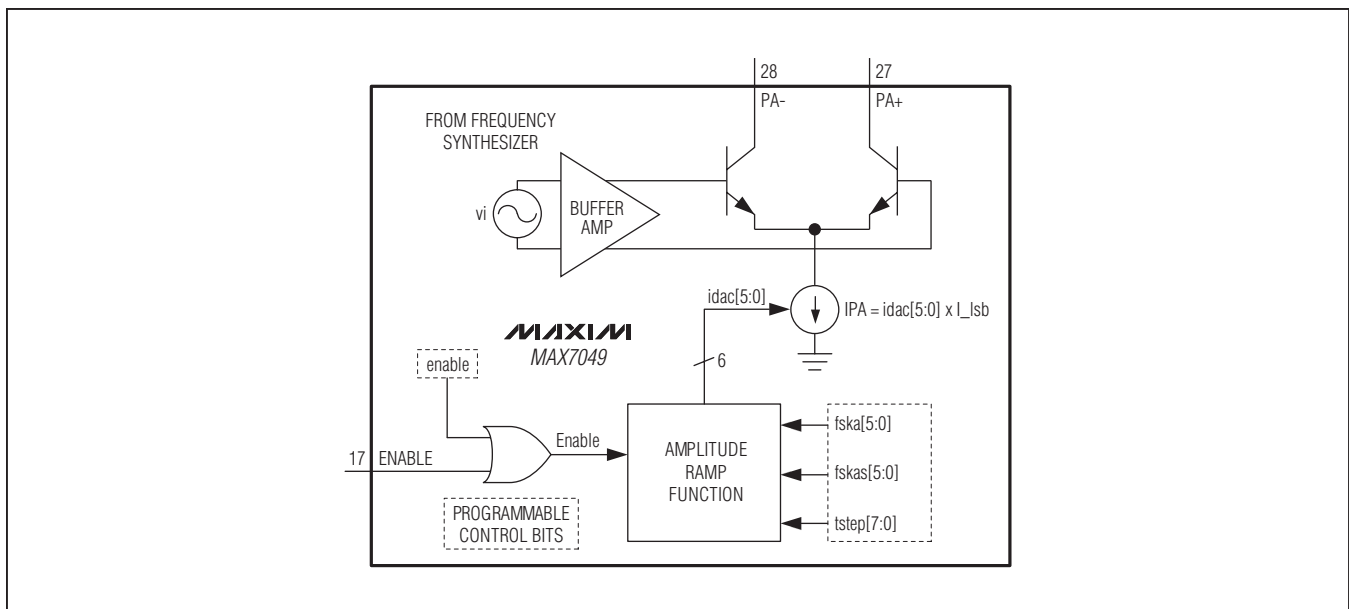 28
27
PA-
PA+
FROM FREQUENCY
SYNTHESIZER
vi
BUFFER
AMP
idac[5:0]
IPA = idac[5:0] x I_lsb
MAXIM
MAX7049
6
enable
Enable
17 ENABLE
AMPLITUDE
RAMP
FUNCTION
fska[5:0]
fskas[5:0]
tstep[7:0]
PROGRAMMABLE
CONTROL BITS